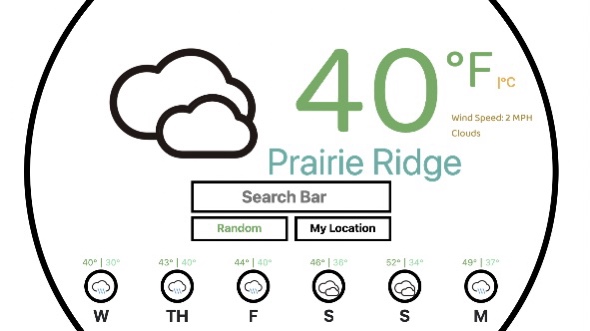 40°F
|°C
Wind Speed: 2 MPH
Clouds
Prairie Ridge
Search Bar
Random
My Location
40° | 30°
43° | 40°
44° | 40°
46° | 36°
52° | 34°
49° | 37°
W
TH
F
S
S
M